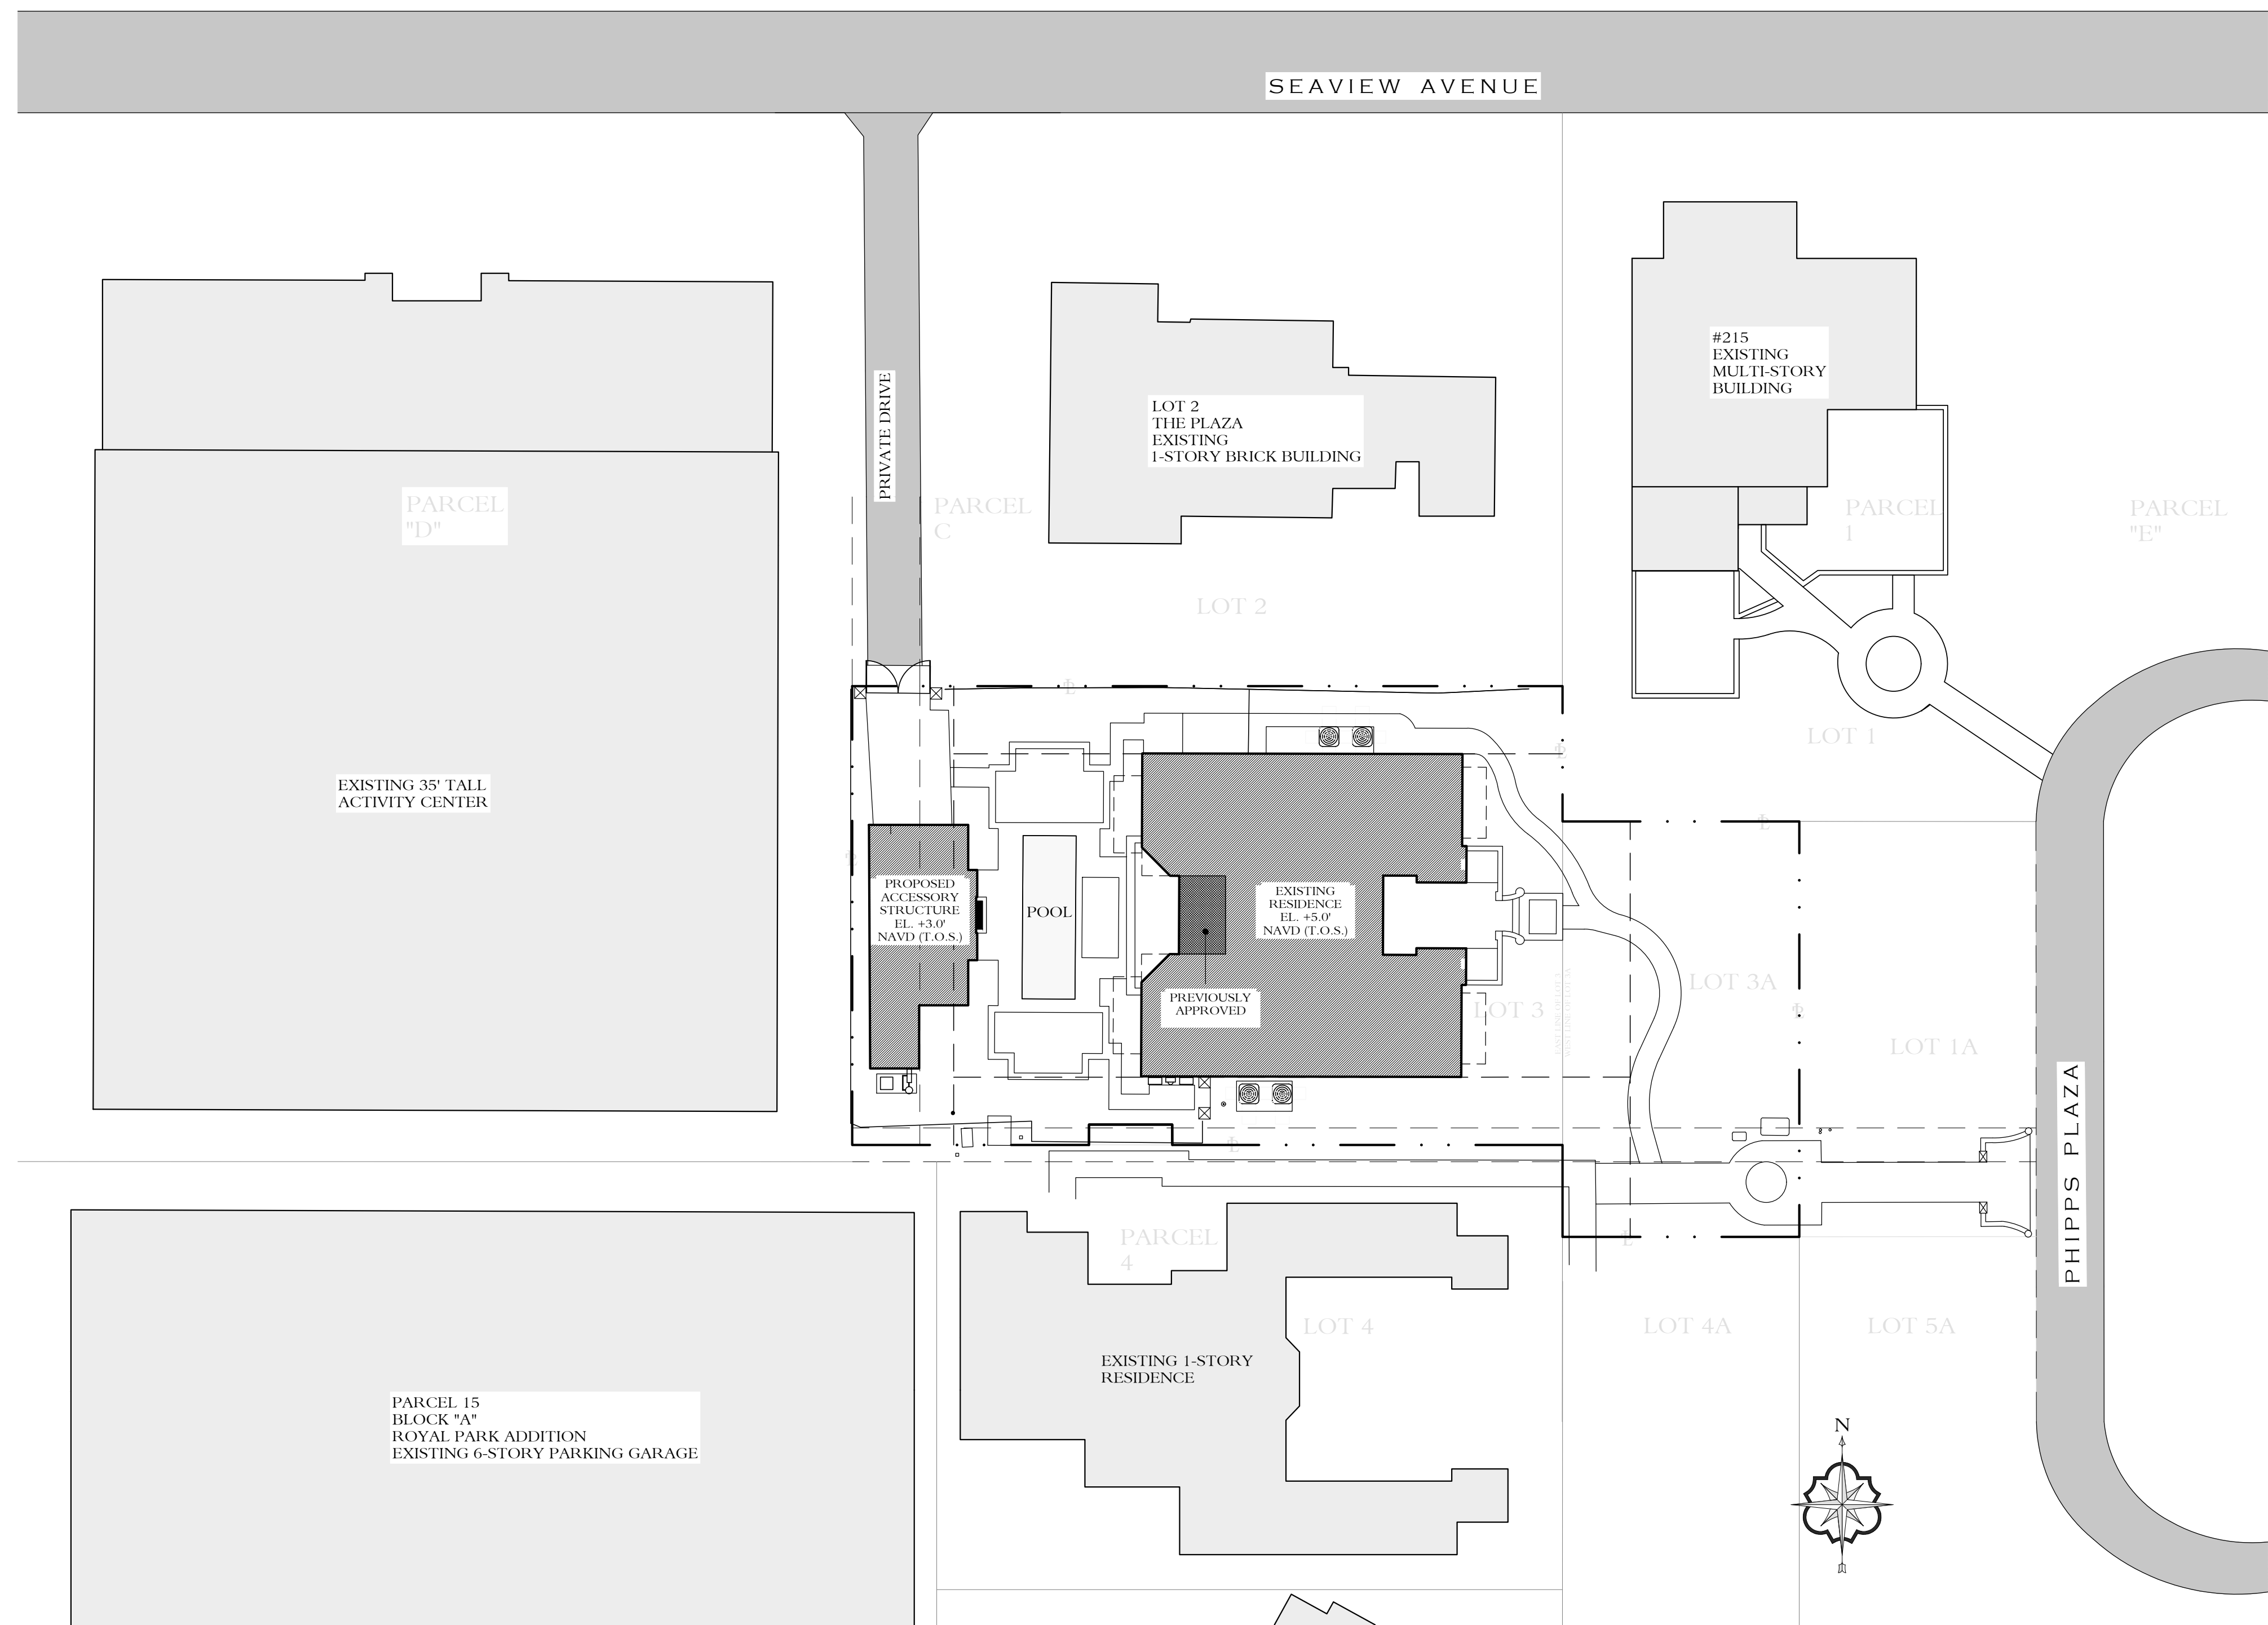 SEAVIEW AVENUE
PRIVATE DRIVE
#215
EXISTING
MULTI-STORY
BUILDING
LOT 2
THE PLAZA
EXISTING
1-STORY BRICK BUILDING
PARCEL
"D"
PARCEL
C
PARCEL
1
PARCEL
"E"
LOT 2
LOT 1
EXISTING 35' TALL
ACTIVITY CENTER
PROPOSED
ACCESSORY
STRUCTURE
EL. +3.0'
NAVD (T.O.S.)
POOL
EXISTING
RESIDENCE
EL. +5.0'
NAVD (T.O.S.)
PREVIOUSLY
APPROVED
LOT 3
LOT 3A
LOT 1A
PHIPPS PLAZA
PARCEL
4
LOT 4
LOT 4A
LOT 5A
EXISTING 1-STORY
RESIDENCE
PARCEL 15
BLOCK "A"
ROYAL PARK ADDITION
EXISTING 6-STORY PARKING GARAGE
N